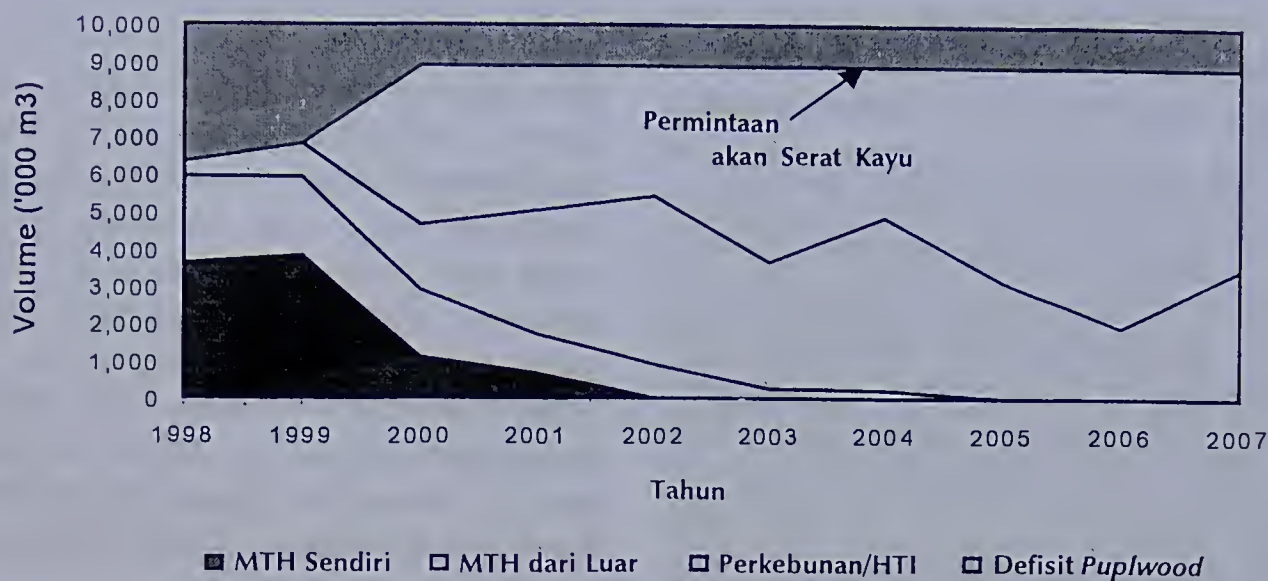 10,000
9,000
8,000
7,000
6,000
5,000
4,000
3,000
2,000
1,000
0
Volume ('000 m3)
Permintaan
akan Serat Kayu
1998 1999 2000 2001 2002 2003 2004 2005 2006 2007
Tahun
MTH Sendiri MTH dari Luar Perkebunan/HTI Defisit Puplwood